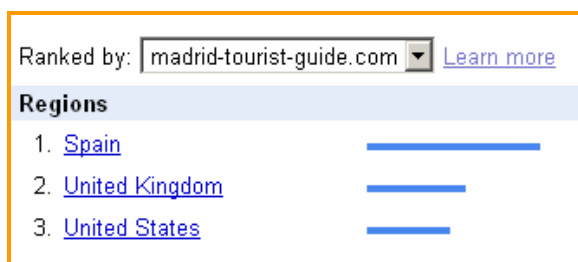 Ranked by: madrid-tourist-guide.com Learn more
Regions
1. Spain
2. United Kingdom
3. United States